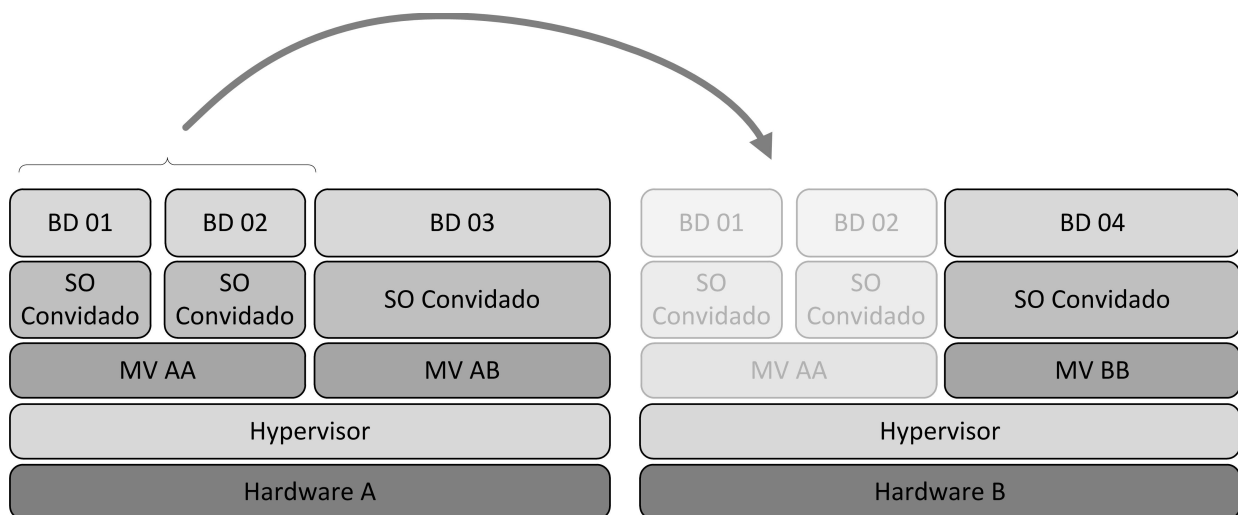 BD 01
BD 02
BD 03
BD 01
BD 02
BD 04
SO
Convidado
SO
Convidado
SO Convidado
SO
Convidado
SO
Convidado
SO Convidado
MV AA
MV AB
MV AA
MV BB
Hypervisor
Hypervisor
Hardware A
Hardware B